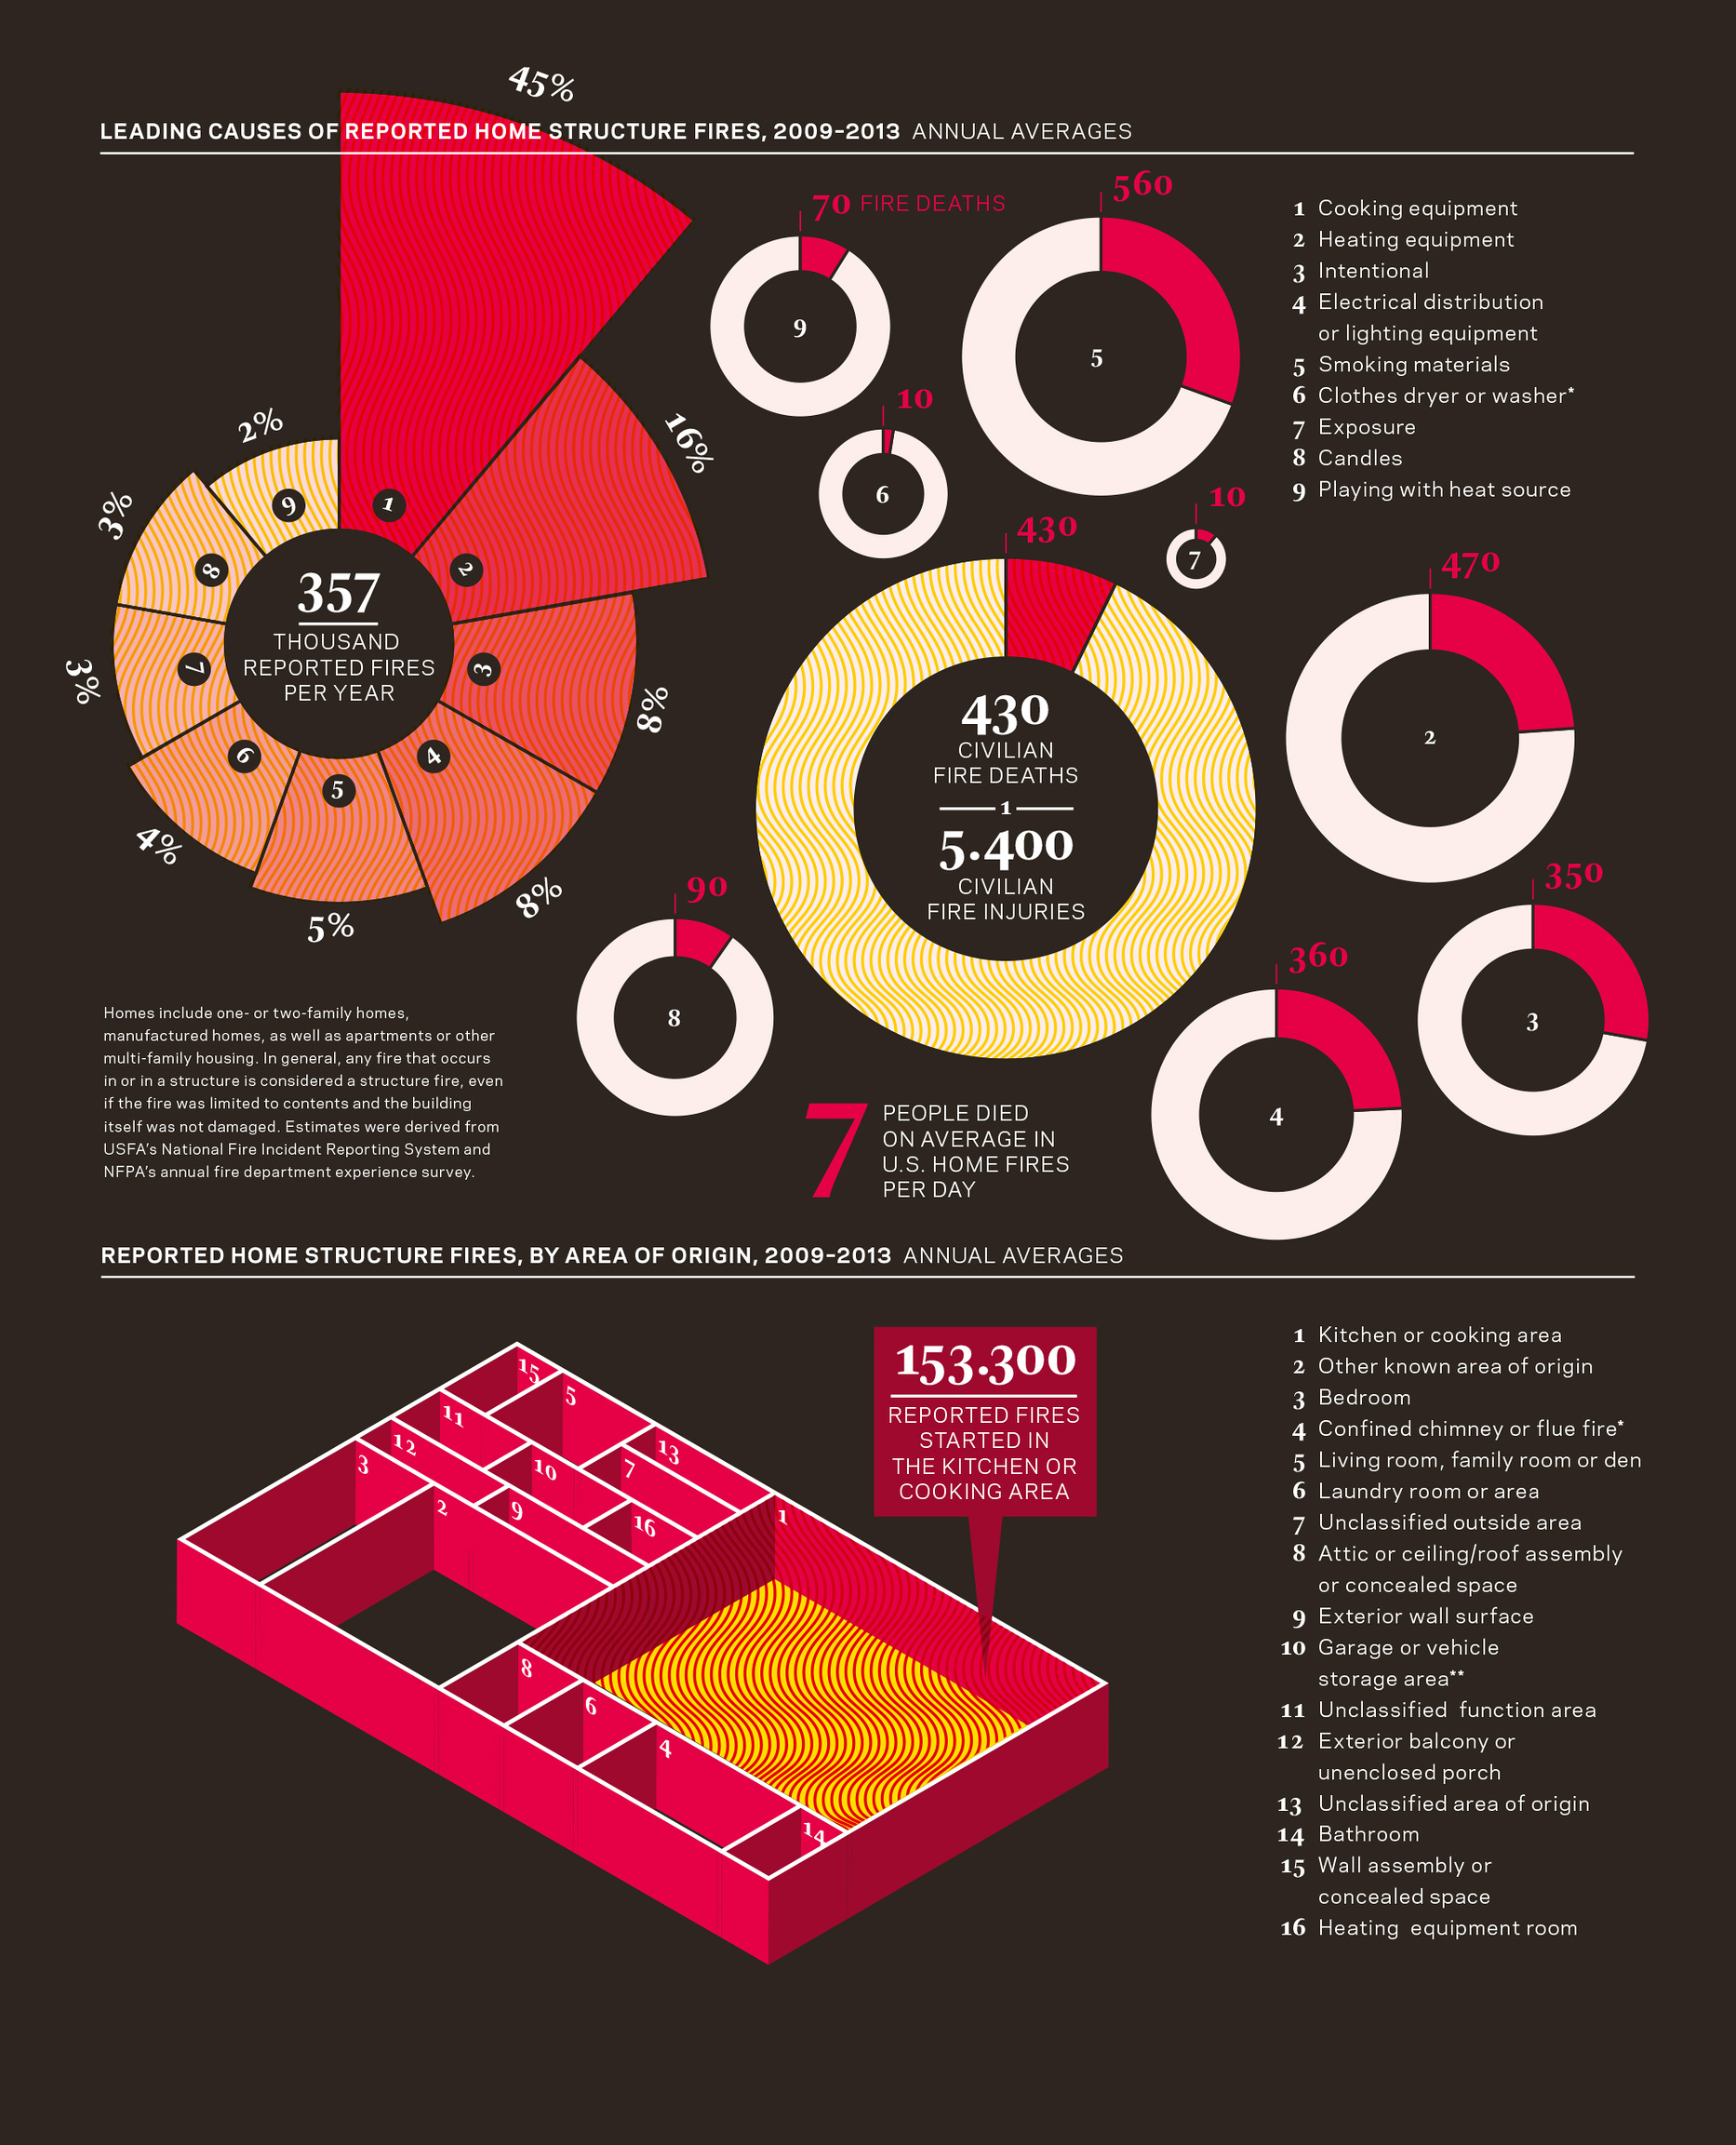 45%
LEADING CAUSES OF REPORTED HOME STRUCTURE FIRES, 2009-2013 ANNUAL AVERAGES
16%
8%
8%
5%
4%
3%
3%
2%
1
2
3
4
5
6
7
8
9
357
THOUSAND
REPORTED FIRES
PER YEAR
70 FIRE DEATHS
9
560
5
10
6
10
7
430
430
CIVILIAN
FIRE DEATHS
1
5.400
CIVILIAN
FIRE INJURIES
470
2
350
3
360
4
90
8
1 Cooking equipment
2 Heating equipment
3 Intentional
4 Electrical distribution
or lighting equipment
5 Smoking materials
6 Clothes dryer or washer*
7 Exposure
8 Candles
9 Playing with heat source
Homes include one- or two-family homes,
manufactured homes, as well as apartments or other
multi-family housing. In general, any fire that occurs
in or in a structure is considered a structure fire, even
if the fire was limited to contents and the building
itself was not damaged. Estimates were derived from
USFA's National Fire Incident Reporting System and
NFPA's annual fire department experience survey.
7 PEOPLE DIED
ON AVERAGE IN
U.S. HOME FIRES
PER DAY
REPORTED HOME STRUCTURE FIRES, BY AREA OF ORIGIN, 2009-2013 ANNUAL AVERAGES
153.300
REPORTED FIRES
STARTED IN
THE KITCHEN OR
COOKING AREA
15
5
11
13
12
10
7
3
2
9
16
1
8
6
4
14
1 Kitchen or cooking area
2 Other known area of origin
3 Bedroom
4 Confined chimney or flue fire*
5 Living room, family room or den
6 Laundry room or area
7 Unclassified outside area
8 Attic or ceiling/roof assembly
or concealed space
9 Exterior wall surface
10 Garage or vehicle
storage area**
11 Unclassified function area
12 Exterior balcony or
unenclosed porch
13 Unclassified area of origin
14 Bathroom
15 Wall assembly or
concealed space
16 Heating equipment room